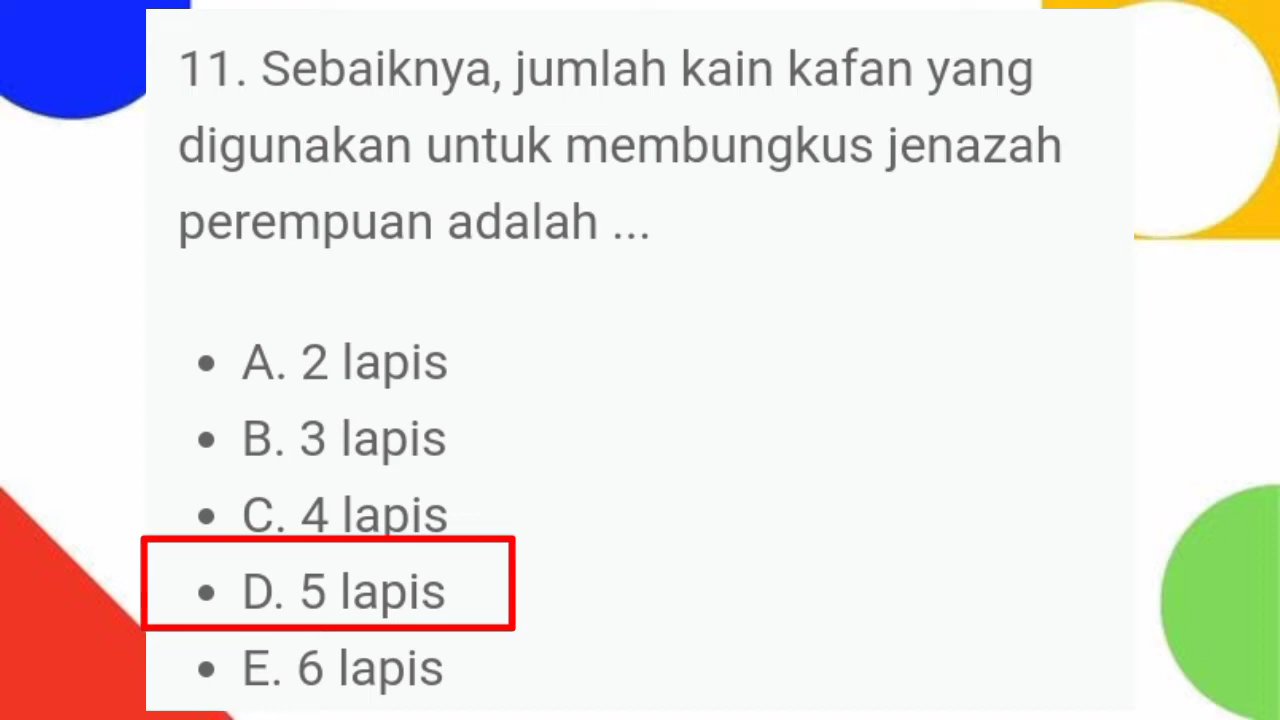 11. Sebaiknya, jumlah kain kafan yang
digunakan untuk membungkus jenazah
perempuan adalah ...
• A. 2 lapis
• B. 3 lapis
• C. 4 lapis
• D. 5 lapis
• E. 6 lapis